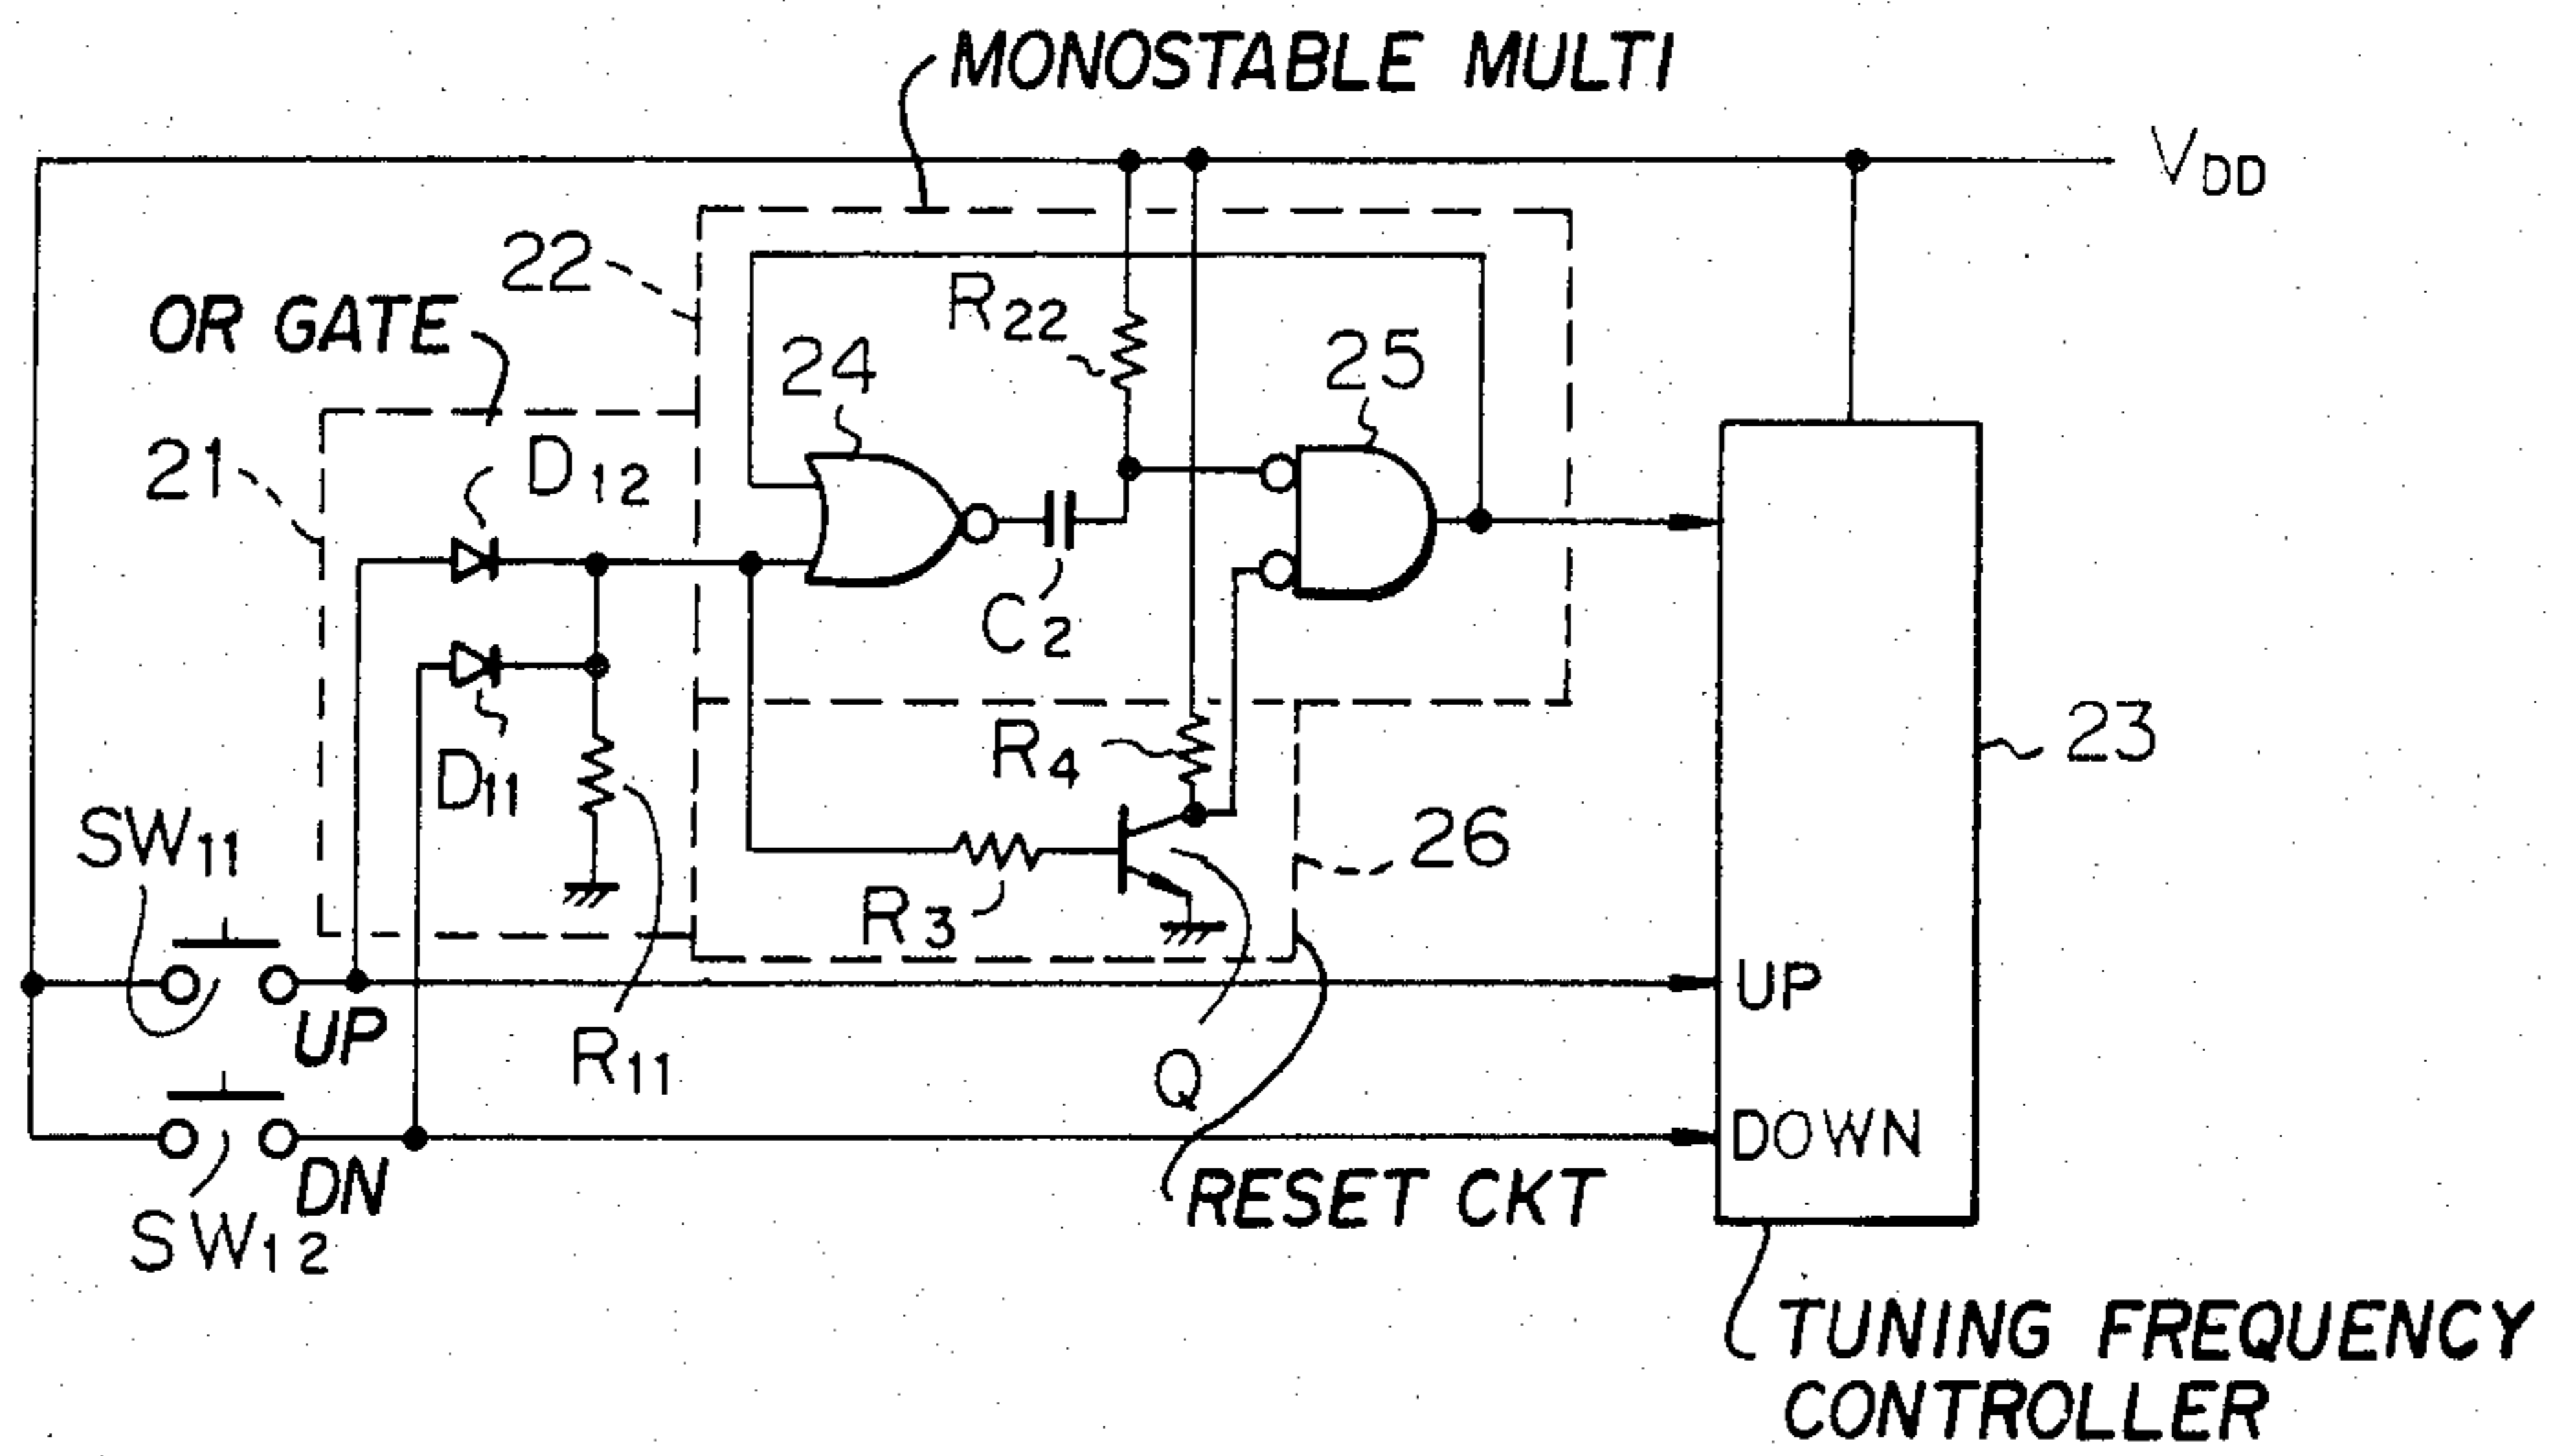 MONOSTABLE MULTI
VDD
22
R22
OR GATE
24
25
21
D12
C2
D11
R4
23
SW11
26
R3
UP
UP
R11
Q
DOWN
DN
RESET CKT
SW12
TUNING FREQUENCY
CONTROLLER